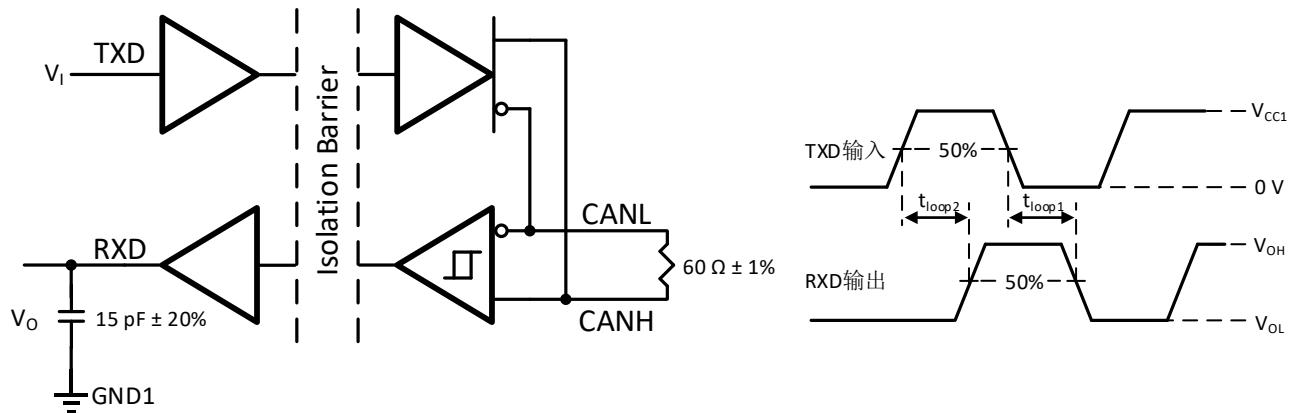 TXD
V_I
Isolation Barrier
CANL
RXD
60 Ω ± 1%
V_O
15 pF ± 20%
CANH
GND1
V_CC1
TXD输入
50%
0 V
t_loop2
t_loop1
V_OH
RXD输出
50%
V_OL